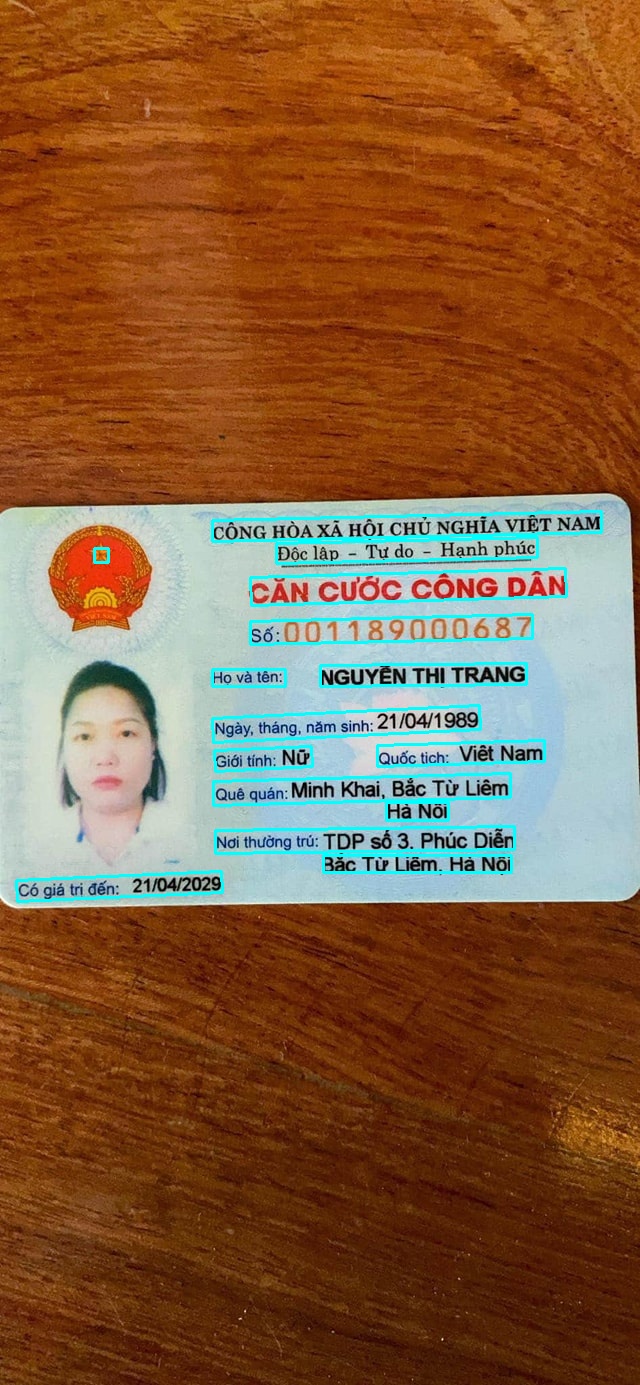 CÔNG HÒA XÃ HỘI CHỦ NGHĨA VIỆT NAM
Độc lập - Tự do - Hạnh phúc
CĂN CƯỚC CÔNG DÂN
Số: 001189000687
Họ và tên: NGUYỄN THỊ TRANG
Ngày, tháng, năm sinh: 21/04/1989
Giới tính: Nữ Quốc tịch: Việt Nam
Quê quán: Minh Khai, Bắc Từ Liêm
Hà Nội
Nơi thường trú: TDP số 3. Phúc Diễn
Bắc Từ Liêm, Hà Nội
Có giá trị đến: 21/04/2029
VIỆT NAM